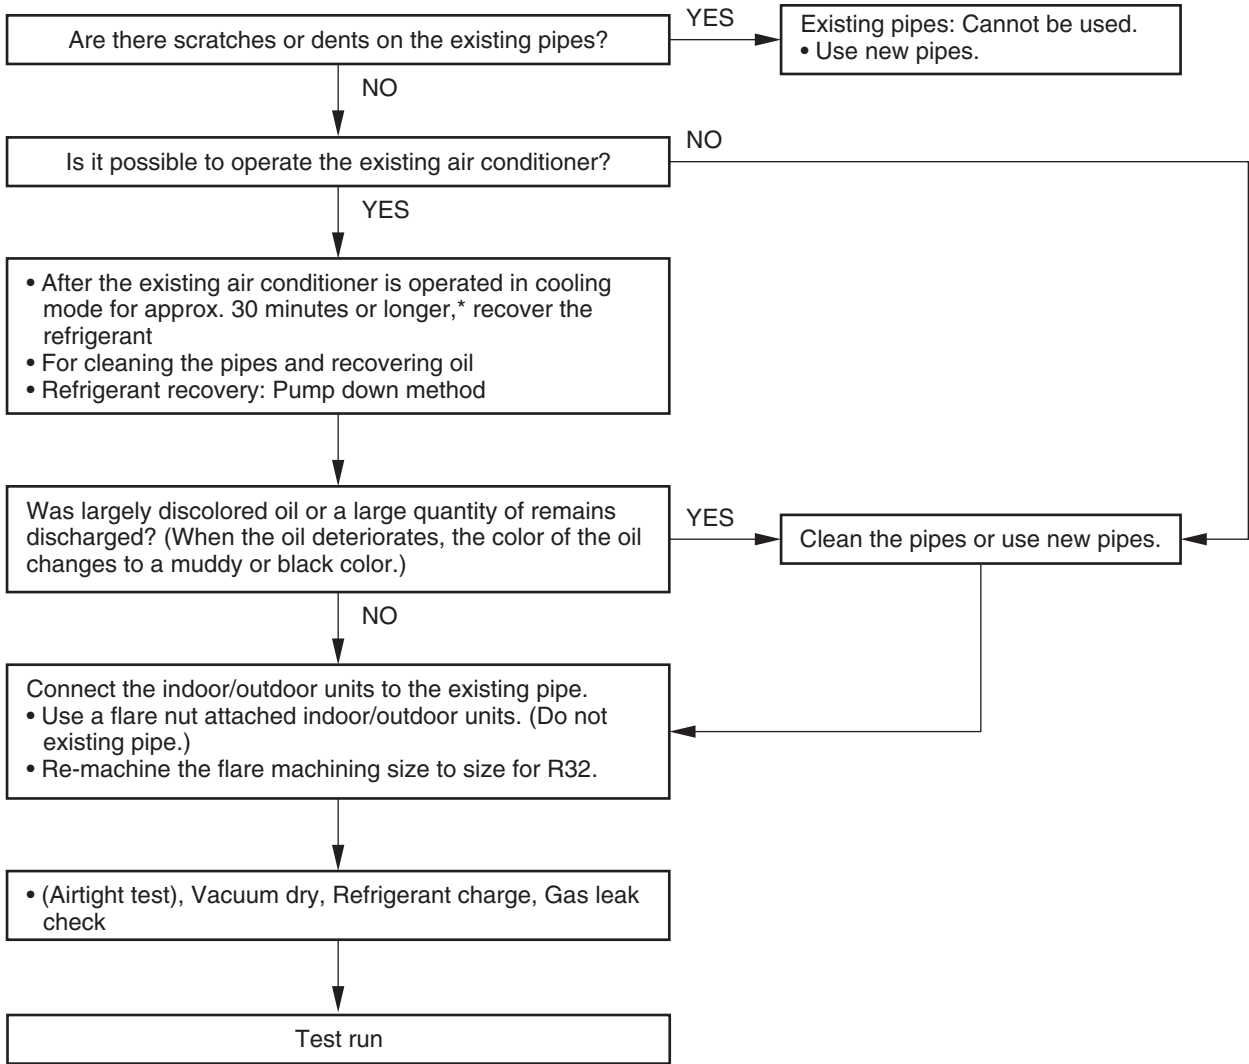 Are there scratches or dents on the existing pipes?
YES
Existing pipes: Cannot be used.
• Use new pipes.
NO
Is it possible to operate the existing air conditioner?
NO
YES
• After the existing air conditioner is operated in cooling
mode for approx. 30 minutes or longer,* recover the
refrigerant
• For cleaning the pipes and recovering oil
• Refrigerant recovery: Pump down method
Was largely discolored oil or a large quantity of remains
discharged? (When the oil deteriorates, the color of the oil
changes to a muddy or black color.)
YES
Clean the pipes or use new pipes.
NO
Connect the indoor/outdoor units to the existing pipe.
• Use a flare nut attached indoor/outdoor units. (Do not
existing pipe.)
• Re-machine the flare machining size to size for R32.
• (Airtight test), Vacuum dry, Refrigerant charge, Gas leak
check
Test run